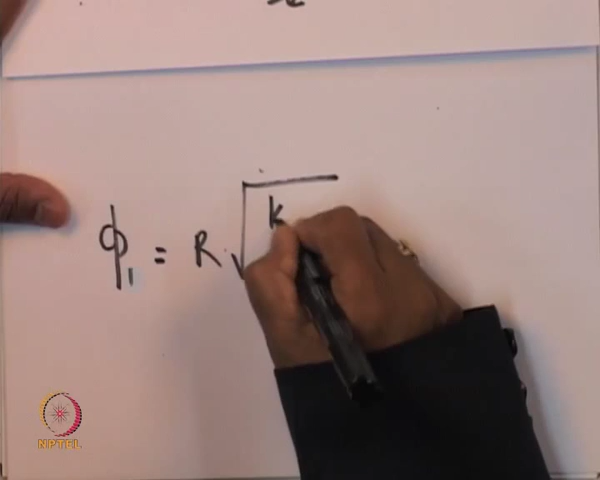 ϕ₁ = R √k
NPTEL